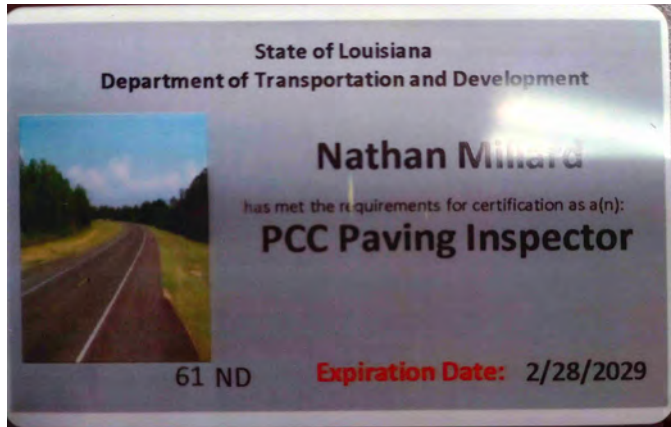 State of Louisiana
Department of Transportation and Development
Nathan Millard
has met the requirements for certification as a(n):
PCC Paving Inspector
61 ND
Expiration Date: 2/28/2029